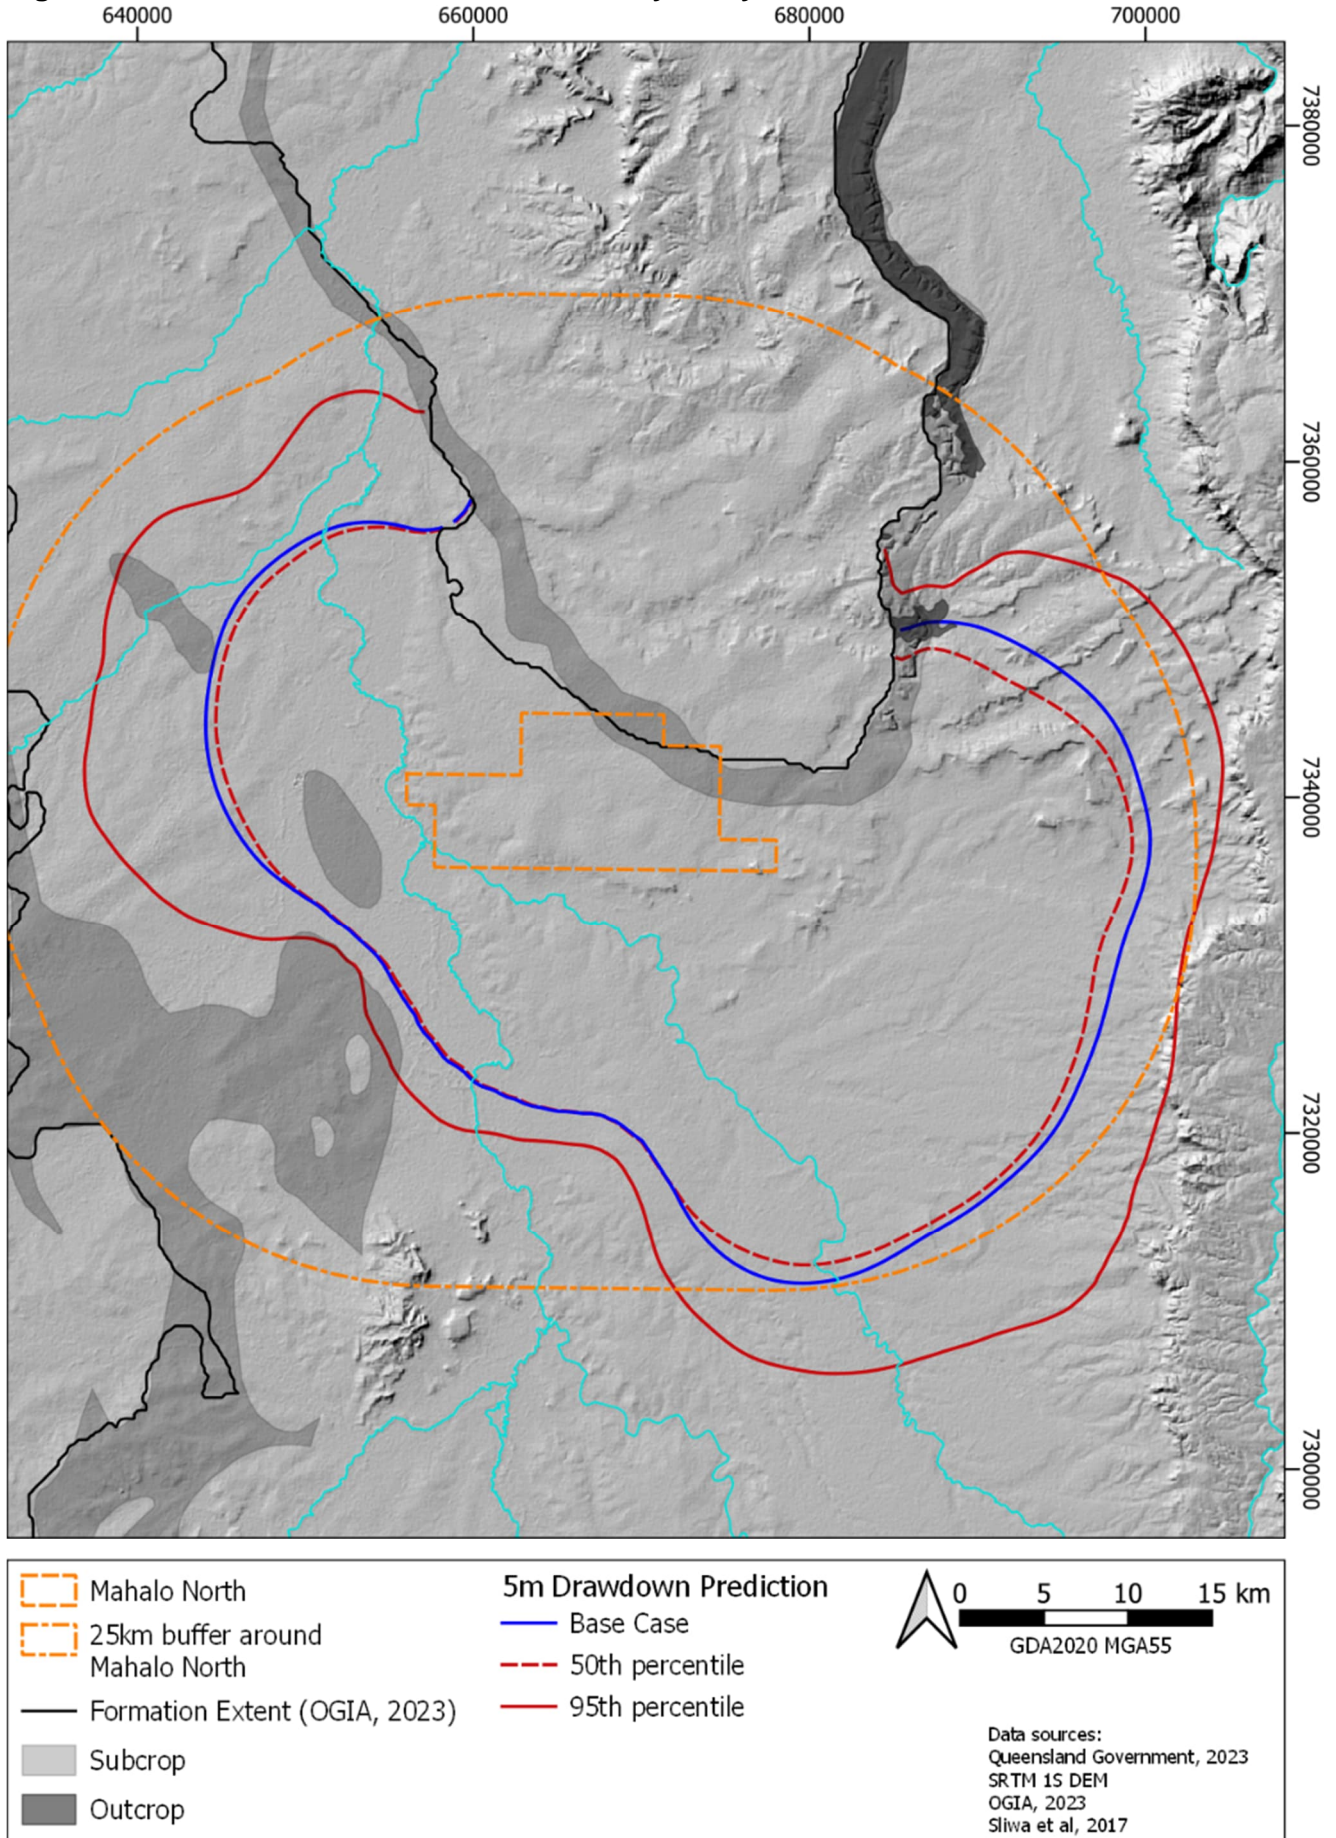 640000
660000
680000
700000
7380000
7360000
7340000
7320000
7300000
Mahalo North
25km buffer around
Mahalo North
Formation Extent (OGIA, 2023)
Subcrop
Outcrop
5m Drawdown Prediction
Base Case
50th percentile
95th percentile
0 5 10 15 km
GDA2020 MGA55
Data sources:
Queensland Government, 2023
SRTM 1S DEM
OGIA, 2023
Sliwa et al, 2017